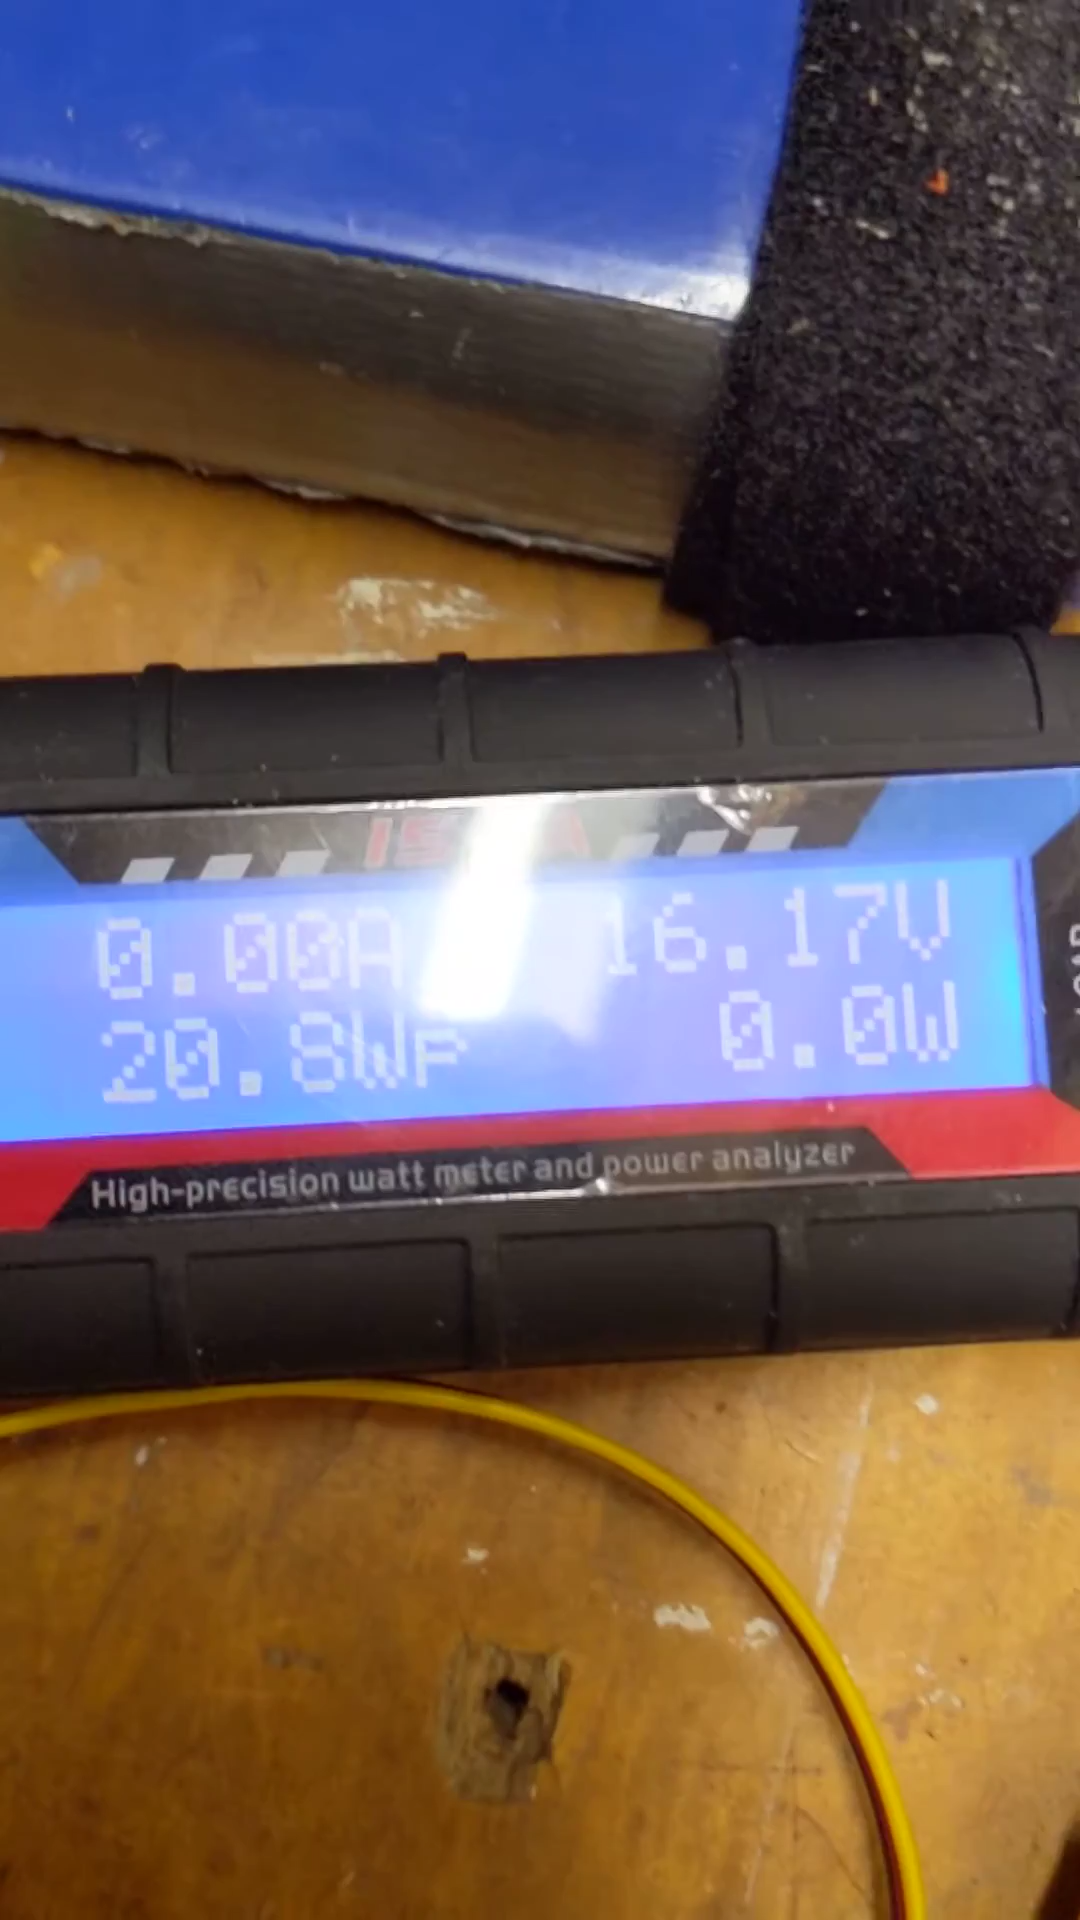 0.00A 16.17V
20.8Wp 0.0W
High-precision watt meter and power analyzer